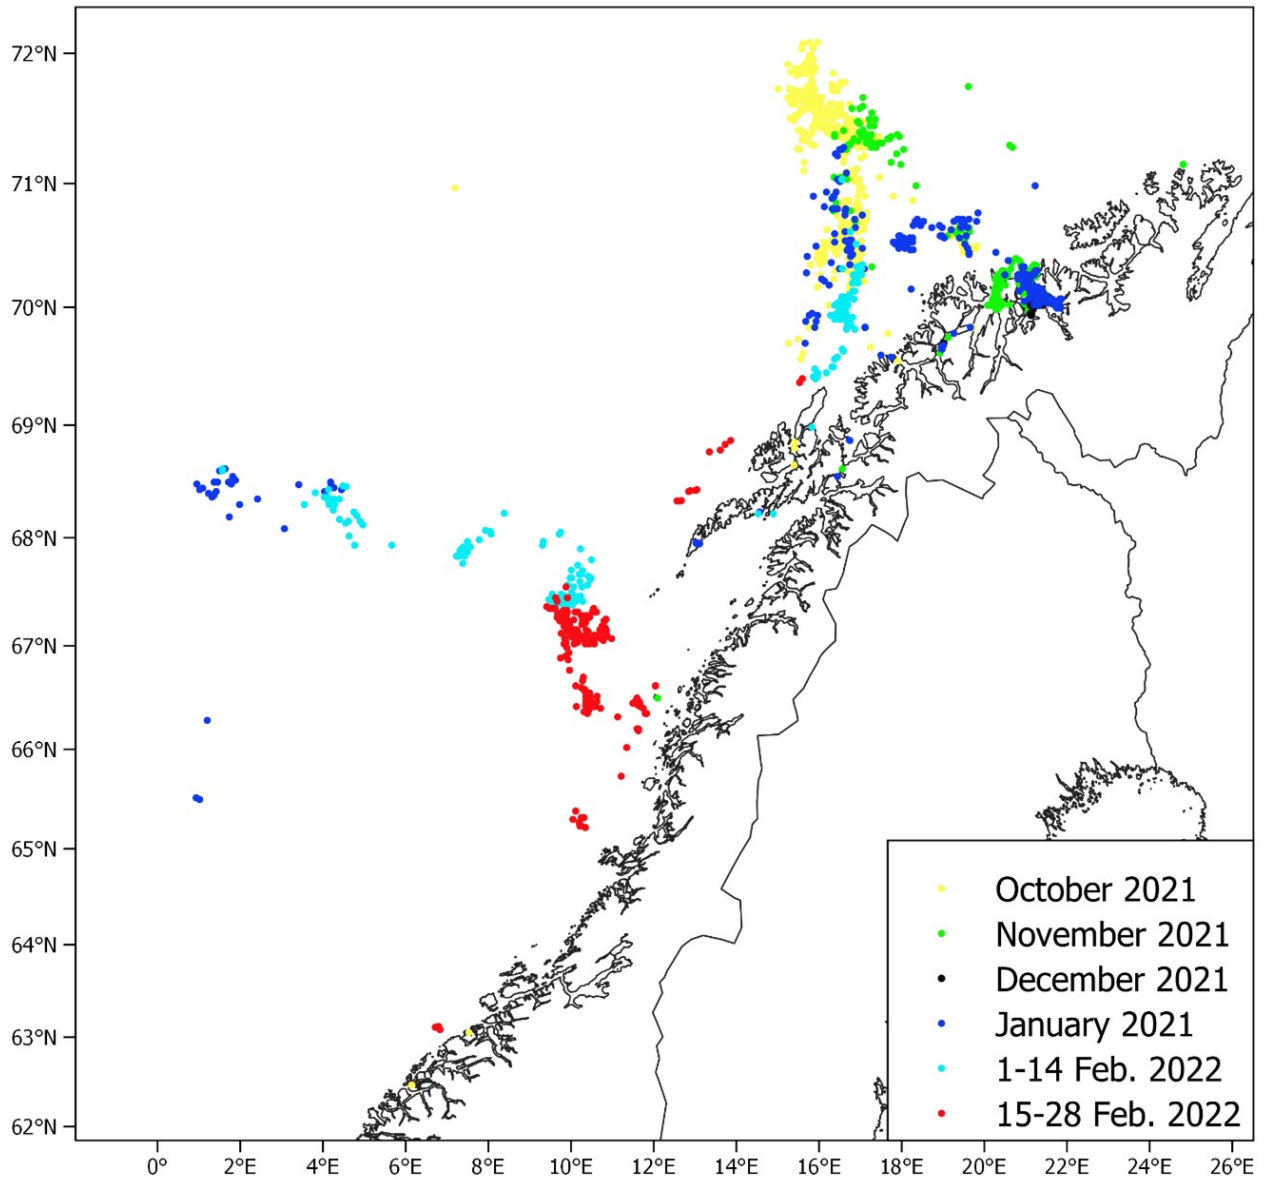 72°N
71°N
70°N
69°N
68°N
67°N
66°N
65°N
64°N
63°N
62°N
October 2021
November 2021
December 2021
January 2021
1-14 Feb. 2022
15-28 Feb. 2022
0° 2°E 4°E 6°E 8°E 10°E 12°E 14°E 16°E 18°E 20°E 22°E 24°E 26°E